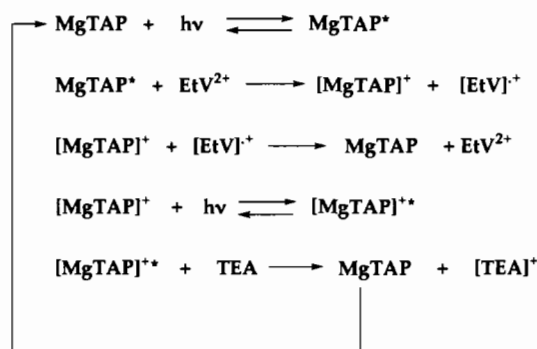 MgTAP + hν ⇌ MgTAP*
MgTAP* + EtV²⁺ ⟶ [MgTAP]⁺ + [EtV]·⁺
[MgTAP]⁺ + [EtV]·⁺ ⟶ MgTAP + EtV²⁺
[MgTAP]⁺ + hν ⇌ [MgTAP]⁺*
[MgTAP]⁺* + TEA ⟶ MgTAP + [TEA]⁺